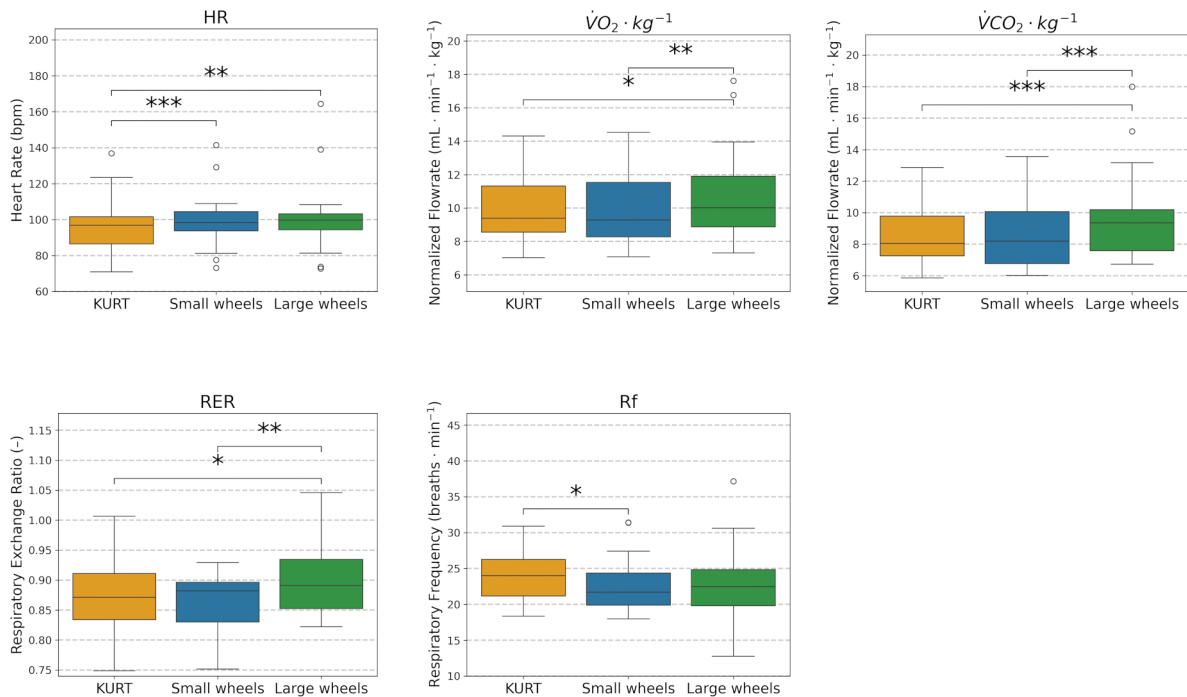 HR
Heart Rate (bpm)
200
180
160
140
120
100
80
60
**
***
KURT
Small wheels
Large wheels
V̇O₂ · kg⁻¹
Normalized Flowrate (mL · min⁻¹ · kg⁻¹)
20
18
16
14
12
10
8
6
**
*
KURT
Small wheels
Large wheels
V̇CO₂ · kg⁻¹
Normalized Flowrate (mL · min⁻¹ · kg⁻¹)
20
18
16
14
12
10
8
6
***
***
KURT
Small wheels
Large wheels
RER
Respiratory Exchange Ratio (–)
1.15
1.10
1.05
1.00
0.95
0.90
0.85
0.80
0.75
**
*
KURT
Small wheels
Large wheels
Rf
Respiratory Frequency (breaths · min⁻¹)
45
40
35
30
25
20
15
10
*
KURT
Small wheels
Large wheels